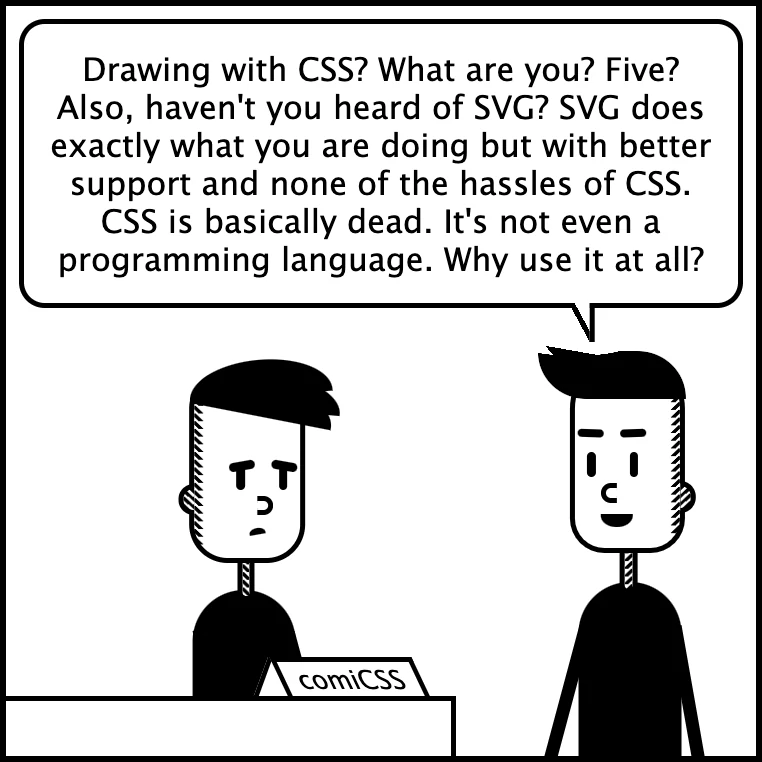 Drawing with CSS? What are you? Five?
Also, haven't you heard of SVG? SVG does
exactly what you are doing but with better
support and none of the hassles of CSS.
CSS is basically dead. It's not even a
programming language. Why use it at all?
comiCSS